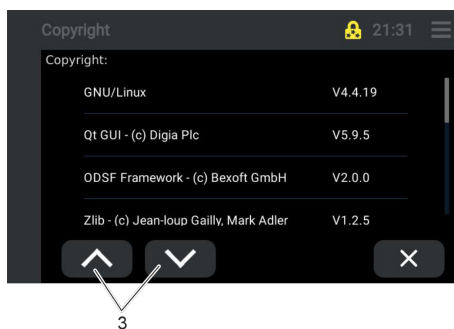 Copyright
21:31
Copyright:
GNU/Linux V4.4.19
Qt GUI - (c) Digia Plc V5.9.5
ODSF Framework - (c) Bexoft GmbH V2.0.0
Zlib - (c) Jean-loup Gailly, Mark Adler V1.2.5
3